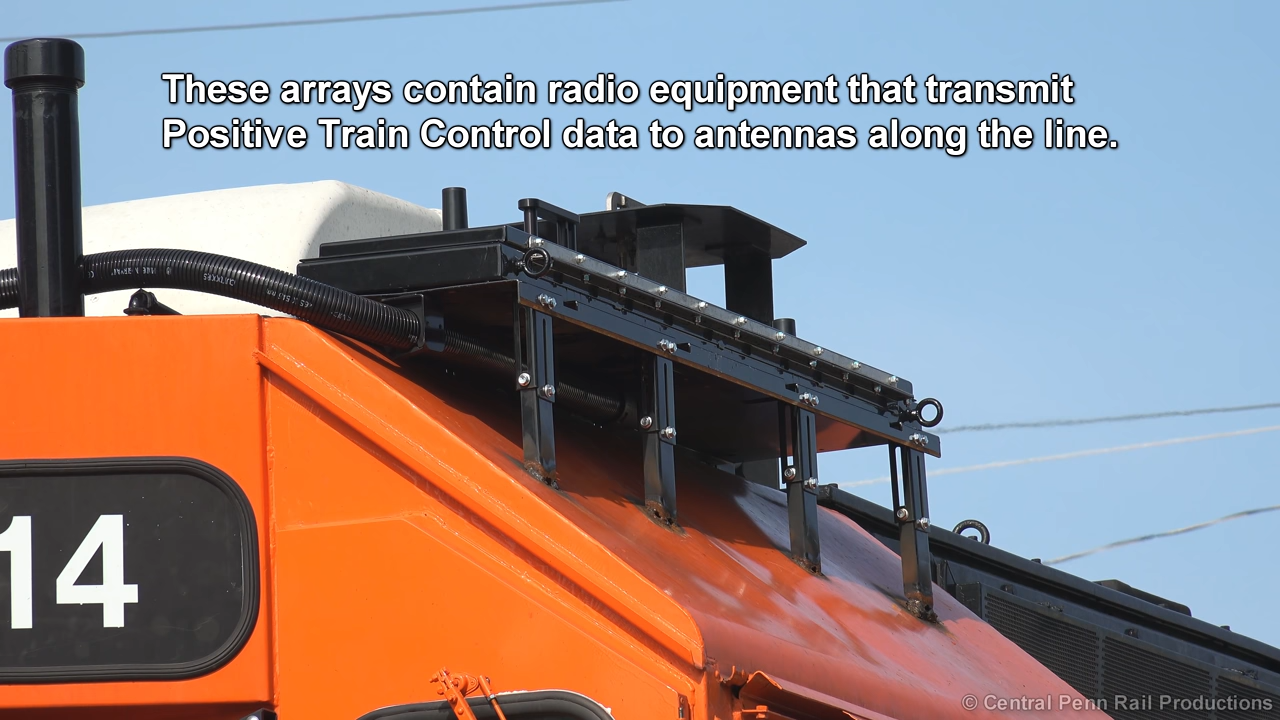 These arrays contain radio equipment that transmit
Positive Train Control data to antennas along the line.
14
© Central Penn Rail Productions